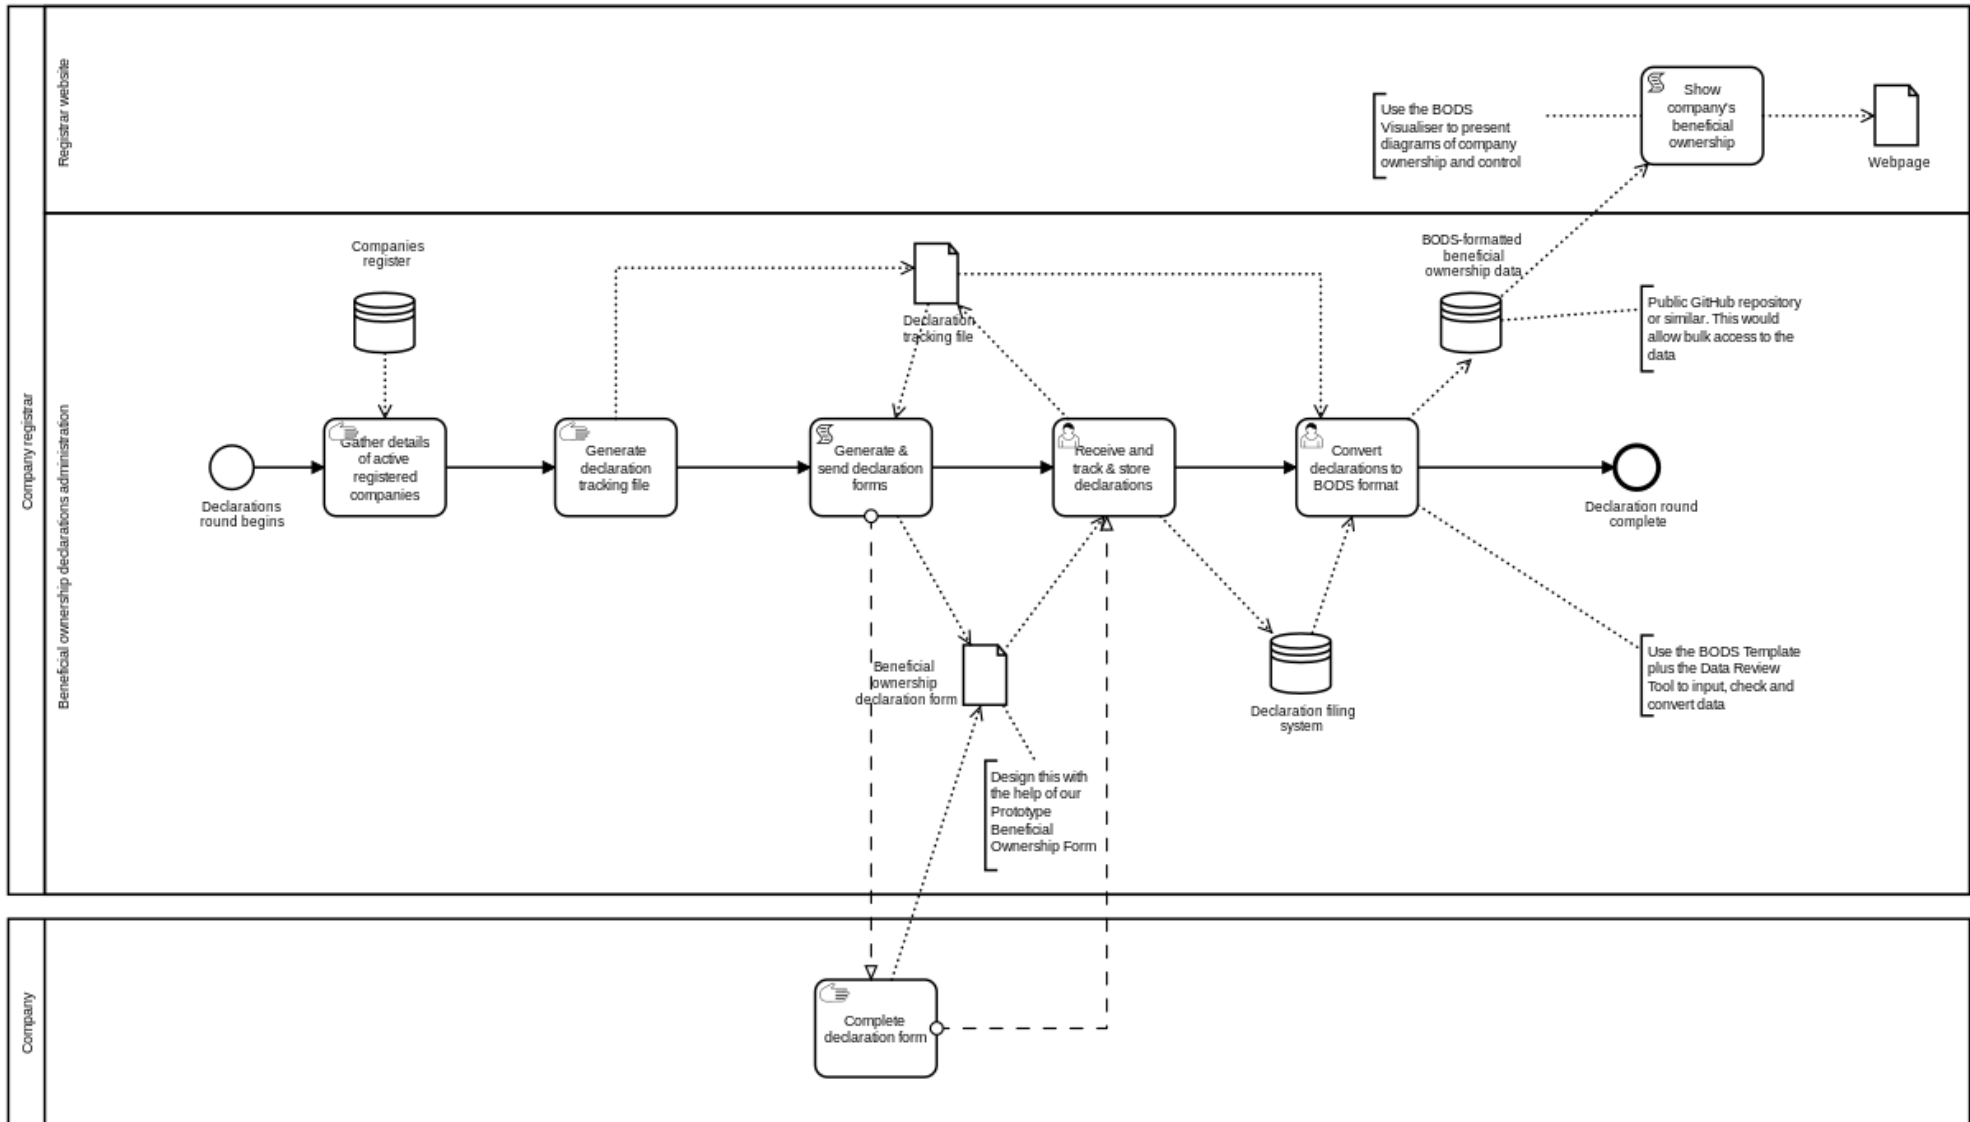 Company registrar
Registrar website
Use the BODS
Visualiser to present
diagrams of company
ownership and control
Show
company's
beneficial
ownership
Webpage
Beneficial ownership declarations administration
Companies
register
Declaration
tracking file
BODS-formatted
beneficial
ownership data
Public GitHub repository
or similar. This would
allow bulk access to the
data
Declarations
round begins
Gather details
of active
registered
companies
Generate
declaration
tracking file
Generate &
send declaration
forms
Receive and
track & store
declarations
Convert
declarations to
BODS format
Declaration round
complete
Beneficial
ownership
declaration form
Declaration filing
system
Use the BODS Template
plus the Data Review
Tool to input, check and
convert data
Design this with
the help of our
Prototype
Beneficial
Ownership Form
Company
Complete
declaration form